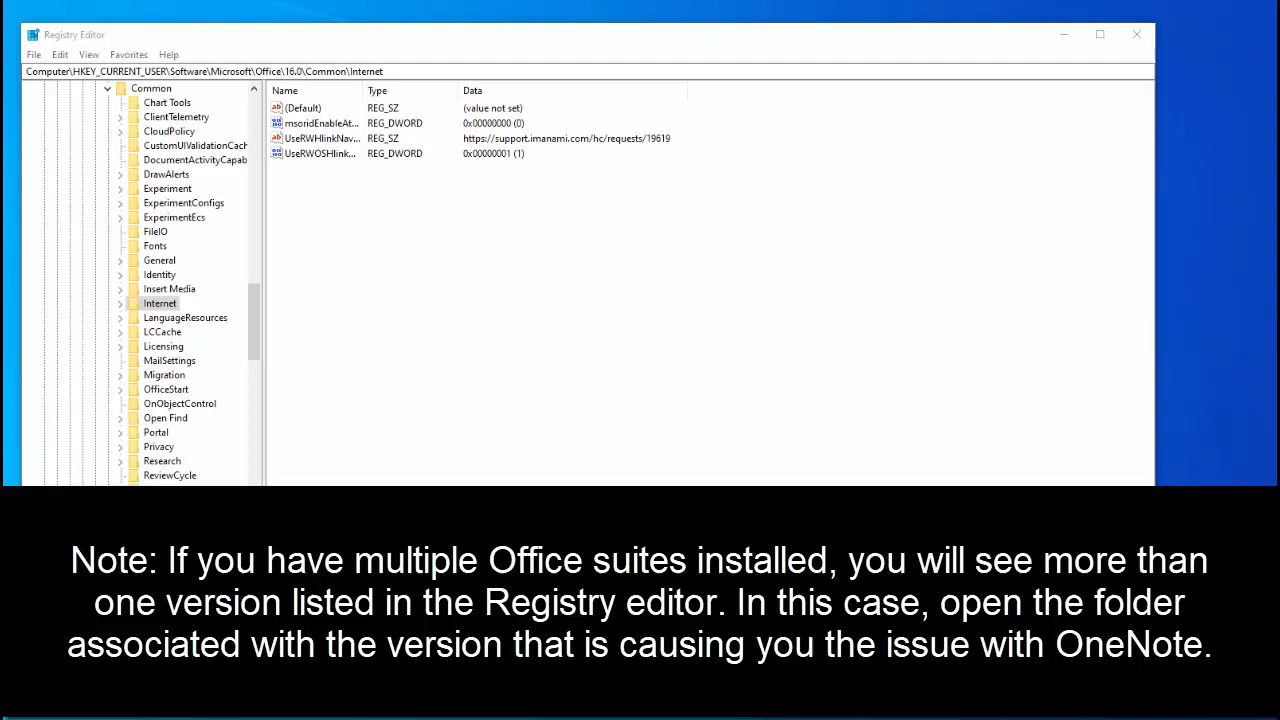 Registry Editor
File Edit View Favorites Help
Computer\HKEY_CURRENT_USER\Software\Microsoft\Office\16.0\Common\Internet
Common
Chart Tools
ClientTelemetry
CloudPolicy
CustomUIValidationCach
DocumentActivityCapab
DrawAlerts
Experiment
ExperimentConfigs
ExperimentEcs
FileIO
Fonts
General
Identity
Insert Media
Internet
LanguageResources
LCCache
Licensing
MailSettings
Migration
OfficeStart
OnObjectControl
Open Find
Portal
Privacy
Research
ReviewCycle
Name Type Data
(Default) REG_SZ (value not set)
msoridEnableAt... REG_DWORD 0x00000000 (0)
UseRWHlinkNav... REG_SZ https://support.imanami.com/hc/requests/19619
UseRWOSHlink... REG_DWORD 0x00000001 (1)
Note: If you have multiple Office suites installed, you will see more than
one version listed in the Registry editor. In this case, open the folder
associated with the version that is causing you the issue with OneNote.